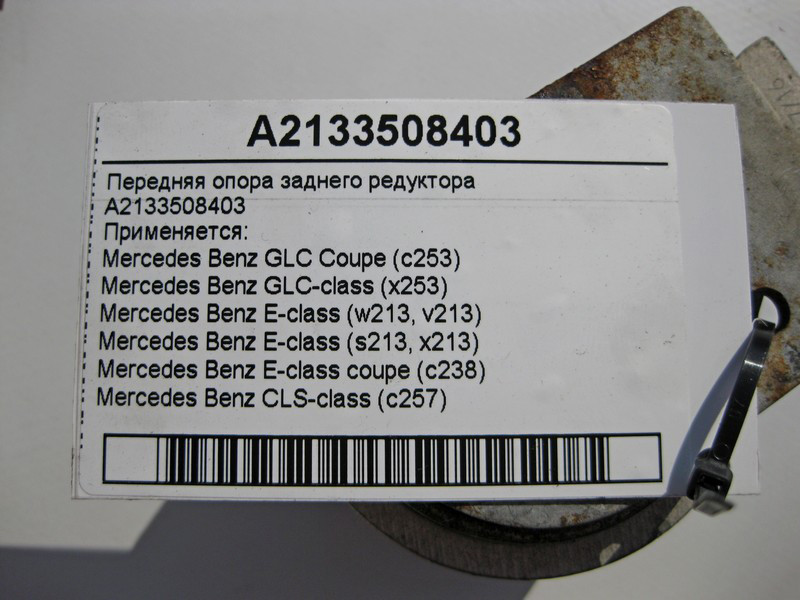 A2133508403
Передняя опора заднего редуктора
A2133508403
Применяется:
Mercedes Benz GLC Coupe (c253)
Mercedes Benz GLC-class (x253)
Mercedes Benz E-class (w213, v213)
Mercedes Benz E-class (s213, x213)
Mercedes Benz E-class coupe (c238)
Mercedes Benz CLS-class (c257)